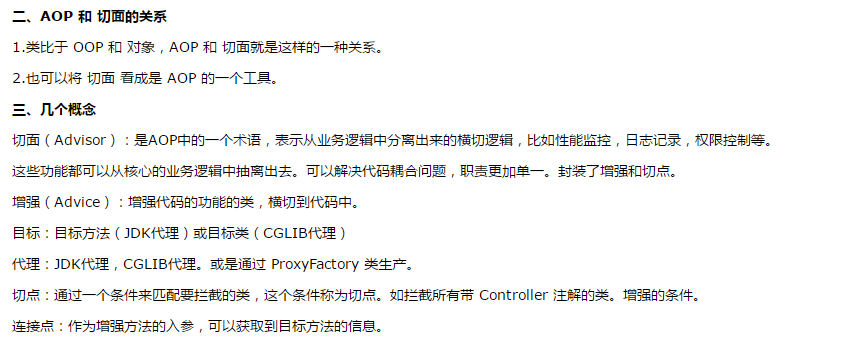 二、AOP 和 切面的关系
1.类比于 OOP 和 对象，AOP 和 切面就是这样的一种关系。
2.也可以将 切面 看成是 AOP 的一个工具。
三、几个概念
切面（Advisor）：是AOP中的一个术语，表示从业务逻辑中分离出来的横切逻辑，比如性能监控，日志记录，权限控制等。
这些功能都可以从核心的业务逻辑中抽离出去。可以解决代码耦合问题，职责更加单一。封装了增强和切点。
增强（Advice）：增强代码的功能的类，横切到代码中。
目标：目标方法（JDK代理）或目标类（CGLIB代理）
代理：JDK代理，CGLIB代理。或是通过 ProxyFactory 类生产。
切点：通过一个条件来匹配要拦截的类，这个条件称为切点。如拦截所有带 Controller 注解的类。增强的条件。
连接点：作为增强方法的入参，可以获取到目标方法的信息。